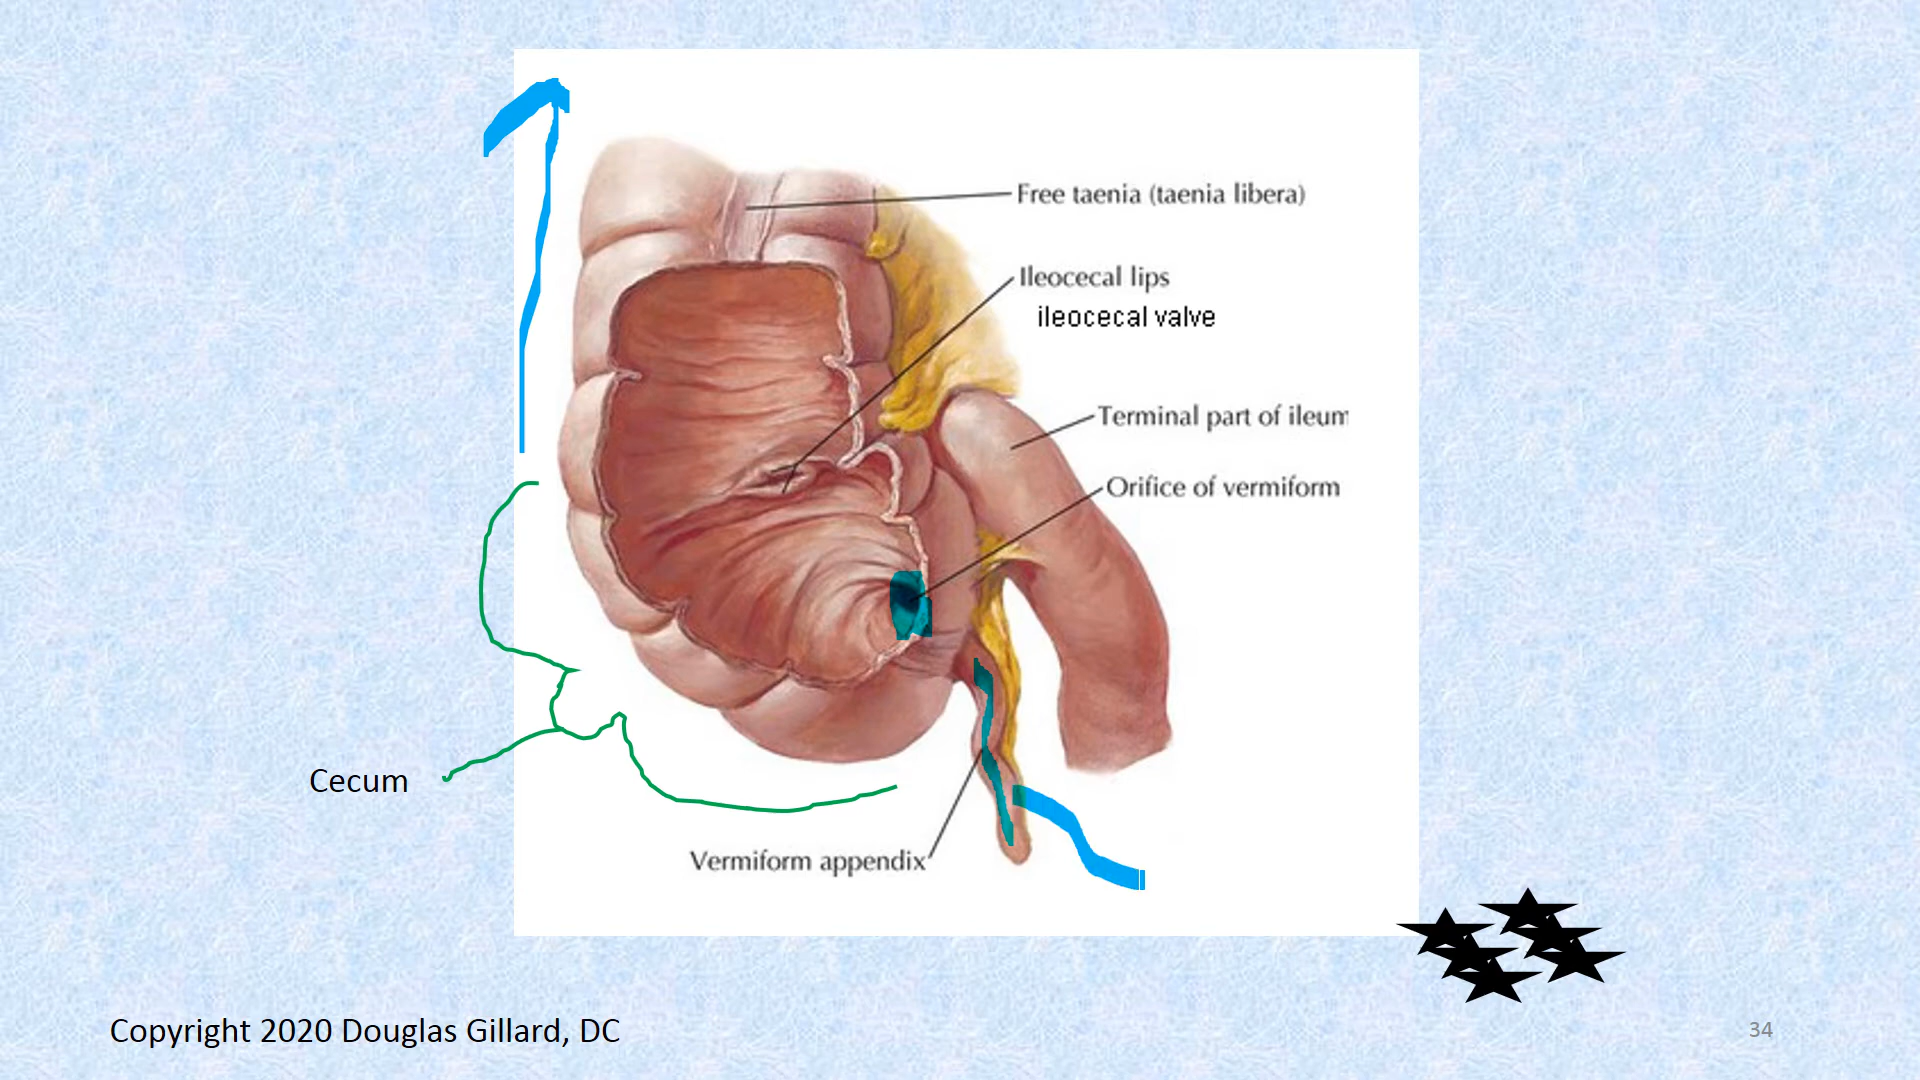 Free taenia (taenia libera)
Ileocecal lips
ileocecal valve
Terminal part of ileum
Orifice of vermiform
Cecum
Vermiform appendix
Copyright 2020 Douglas Gillard, DC
34